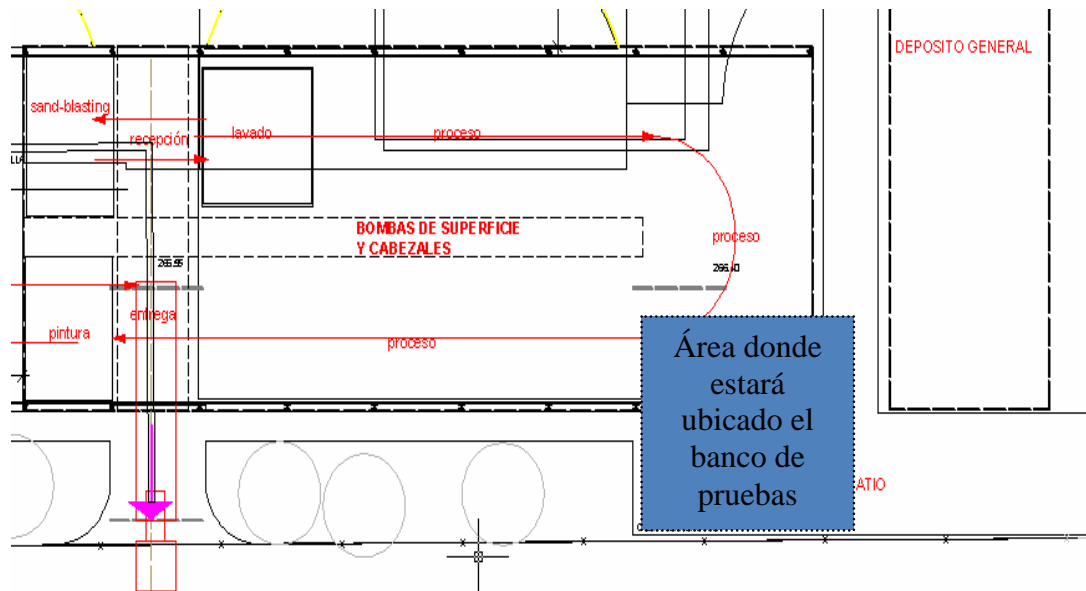 DEPOSITO GENERAL
sand-blasting
recepción
lavado
proceso
BOMBAS DE SUPERFICIE
Y CABEZALES
proceso
266.95
266.40
entrega
pintura
proceso
Área donde
estará
ubicado el
banco de
pruebas
ATIO